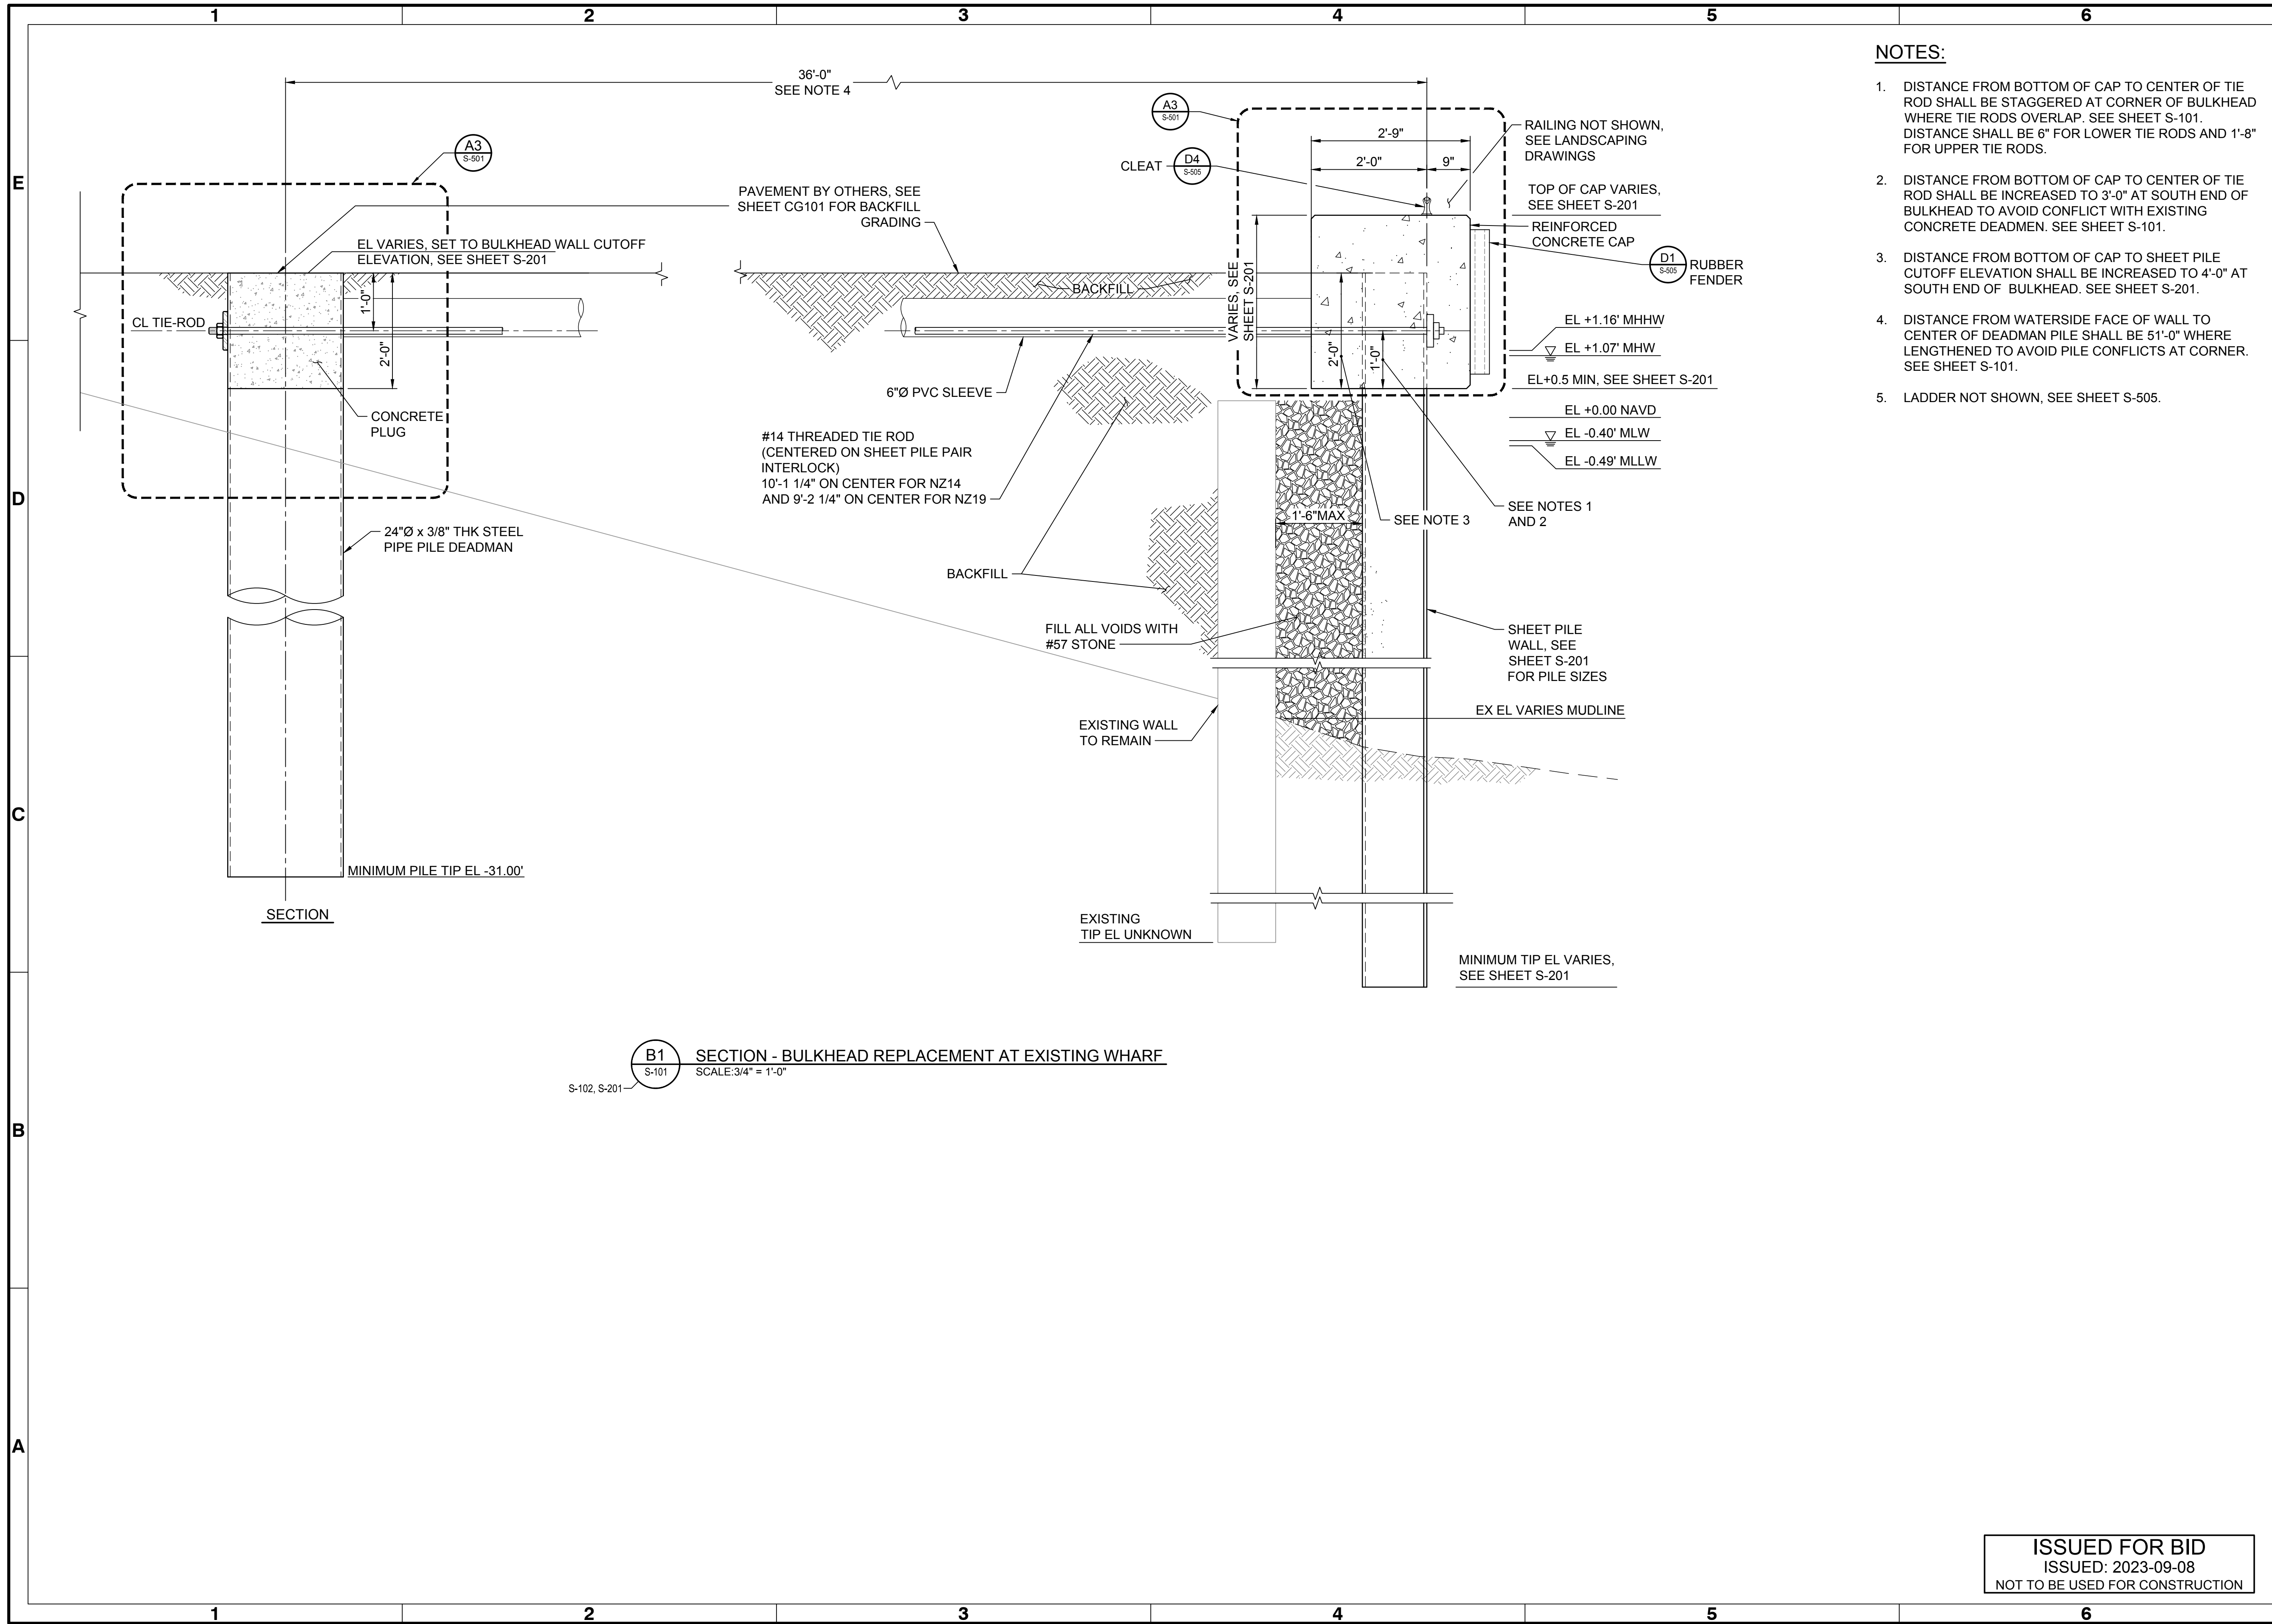 1 2 3 4 5 6
E
D
C
B
A
36'-0"
SEE NOTE 4
A3
S-501
A3
S-501
CLEAT
D4
S-505
2'-9"
2'-0"
9"
RAILING NOT SHOWN,
SEE LANDSCAPING
DRAWINGS
TOP OF CAP VARIES,
SEE SHEET S-201
REINFORCED
CONCRETE CAP
D1
S-505
RUBBER
FENDER
PAVEMENT BY OTHERS, SEE
SHEET CG101 FOR BACKFILL
GRADING
EL VARIES, SET TO BULKHEAD WALL CUTOFF
ELEVATION, SEE SHEET S-201
CL TIE-ROD
1'-0"
2'-0"
CONCRETE
PLUG
BACKFILL
VARIES, SEE
SHEET S-201
2'-0"
1'-0"
EL +1.16' MHHW
EL +1.07' MHW
EL+0.5 MIN, SEE SHEET S-201
EL +0.00 NAVD
EL -0.40' MLW
EL -0.49' MLLW
6"Ø PVC SLEEVE
#14 THREADED TIE ROD
(CENTERED ON SHEET PILE PAIR
INTERLOCK)
10'-1 1/4" ON CENTER FOR NZ14
AND 9'-2 1/4" ON CENTER FOR NZ19
1'-6"MAX
SEE NOTE 3
SEE NOTES 1
AND 2
24"Ø x 3/8" THK STEEL
PIPE PILE DEADMAN
BACKFILL
FILL ALL VOIDS WITH
#57 STONE
SHEET PILE
WALL, SEE
SHEET S-201
FOR PILE SIZES
EX EL VARIES MUDLINE
EXISTING WALL
TO REMAIN
MINIMUM PILE TIP EL -31.00'
SECTION
EXISTING
TIP EL UNKNOWN
MINIMUM TIP EL VARIES,
SEE SHEET S-201
B1
S-101
SECTION - BULKHEAD REPLACEMENT AT EXISTING WHARF
SCALE:3/4" = 1'-0"
S-102, S-201
NOTES:
1. DISTANCE FROM BOTTOM OF CAP TO CENTER OF TIE
ROD SHALL BE STAGGERED AT CORNER OF BULKHEAD
WHERE TIE RODS OVERLAP. SEE SHEET S-101.
DISTANCE SHALL BE 6" FOR LOWER TIE RODS AND 1'-8"
FOR UPPER TIE RODS.
2. DISTANCE FROM BOTTOM OF CAP TO CENTER OF TIE
ROD SHALL BE INCREASED TO 3'-0" AT SOUTH END OF
BULKHEAD TO AVOID CONFLICT WITH EXISTING
CONCRETE DEADMEN. SEE SHEET S-101.
3. DISTANCE FROM BOTTOM OF CAP TO SHEET PILE
CUTOFF ELEVATION SHALL BE INCREASED TO 4'-0" AT
SOUTH END OF BULKHEAD. SEE SHEET S-201.
4. DISTANCE FROM WATERSIDE FACE OF WALL TO
CENTER OF DEADMAN PILE SHALL BE 51'-0" WHERE
LENGTHENED TO AVOID PILE CONFLICTS AT CORNER.
SEE SHEET S-101.
5. LADDER NOT SHOWN, SEE SHEET S-505.
ISSUED FOR BID
ISSUED: 2023-09-08
NOT TO BE USED FOR CONSTRUCTION
1 2 3 4 5 6